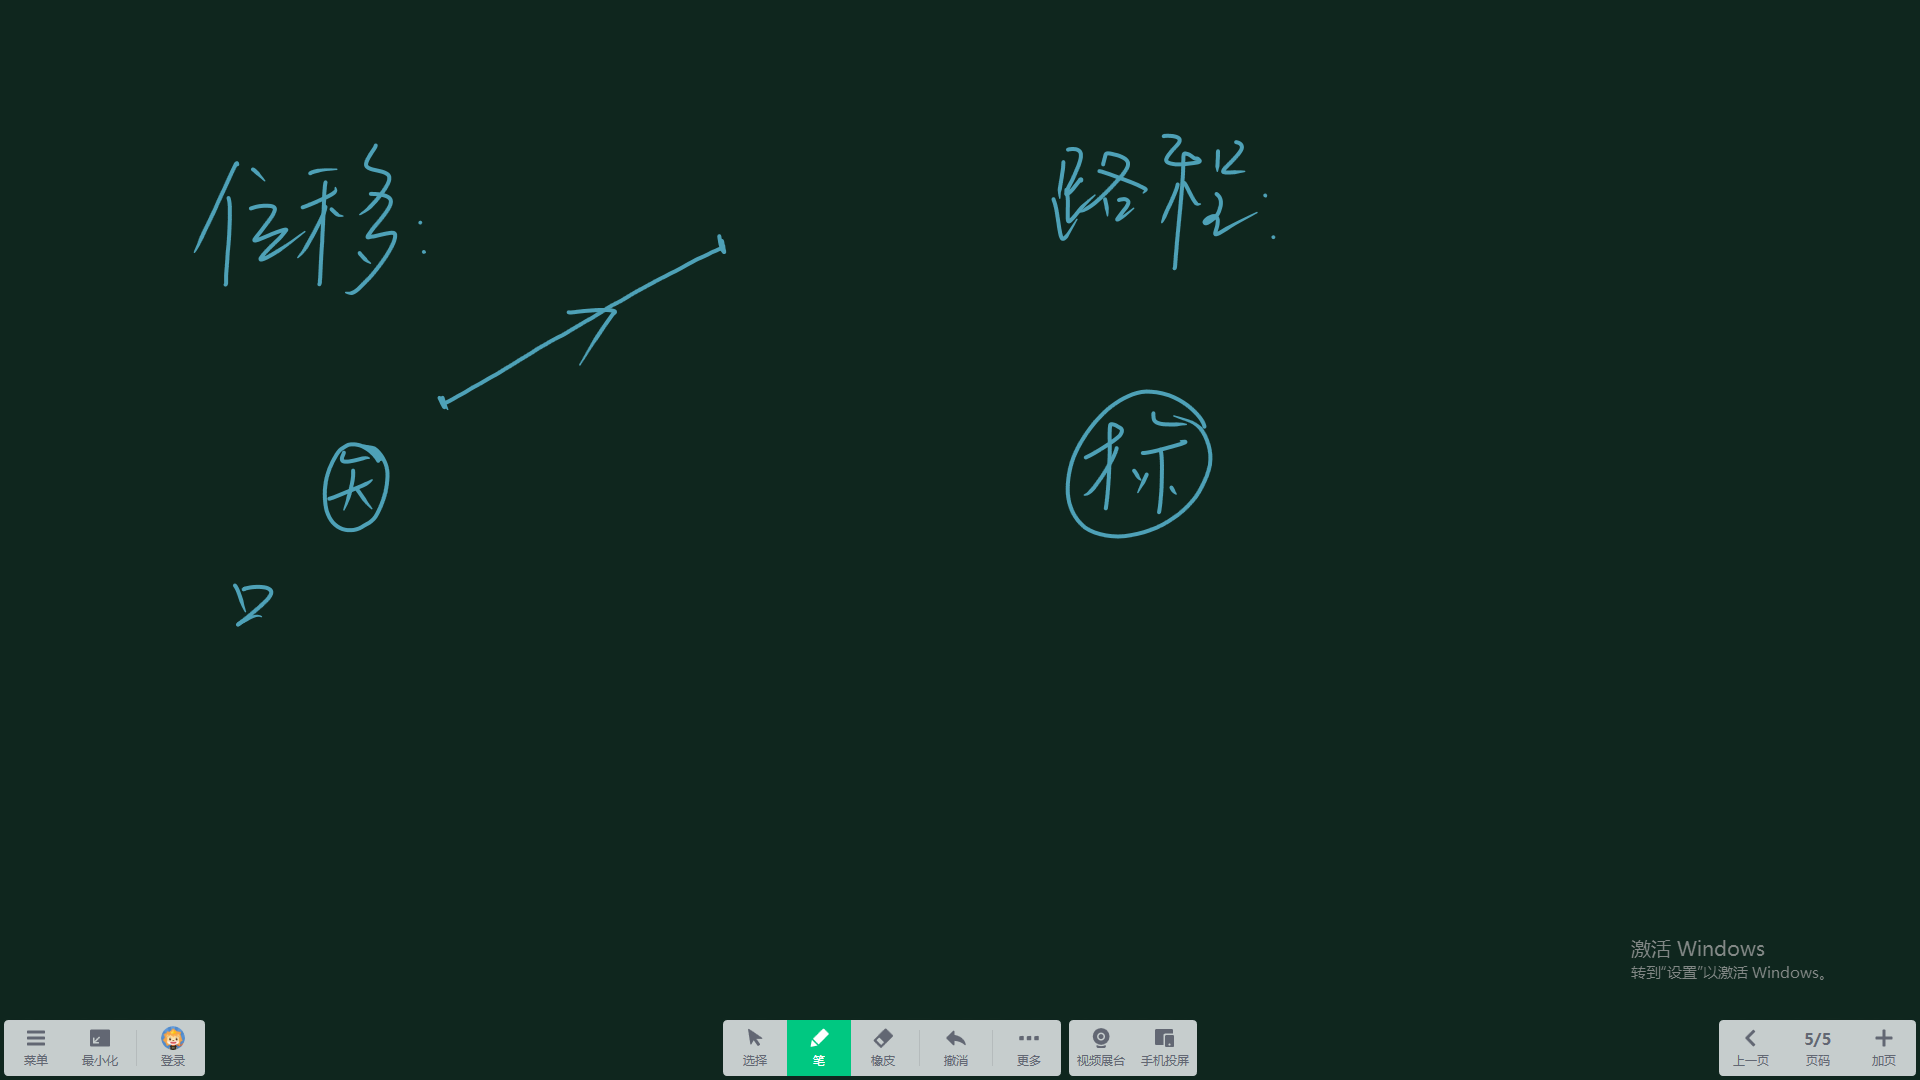 位移:
路程:
矢
标
激活 Windows
转到“设置”以激活 Windows。
菜单 最小化 登录 选择 笔 橡皮 撤消 更多 视频展台 手机投屏 上一页 5/5 页码 加页